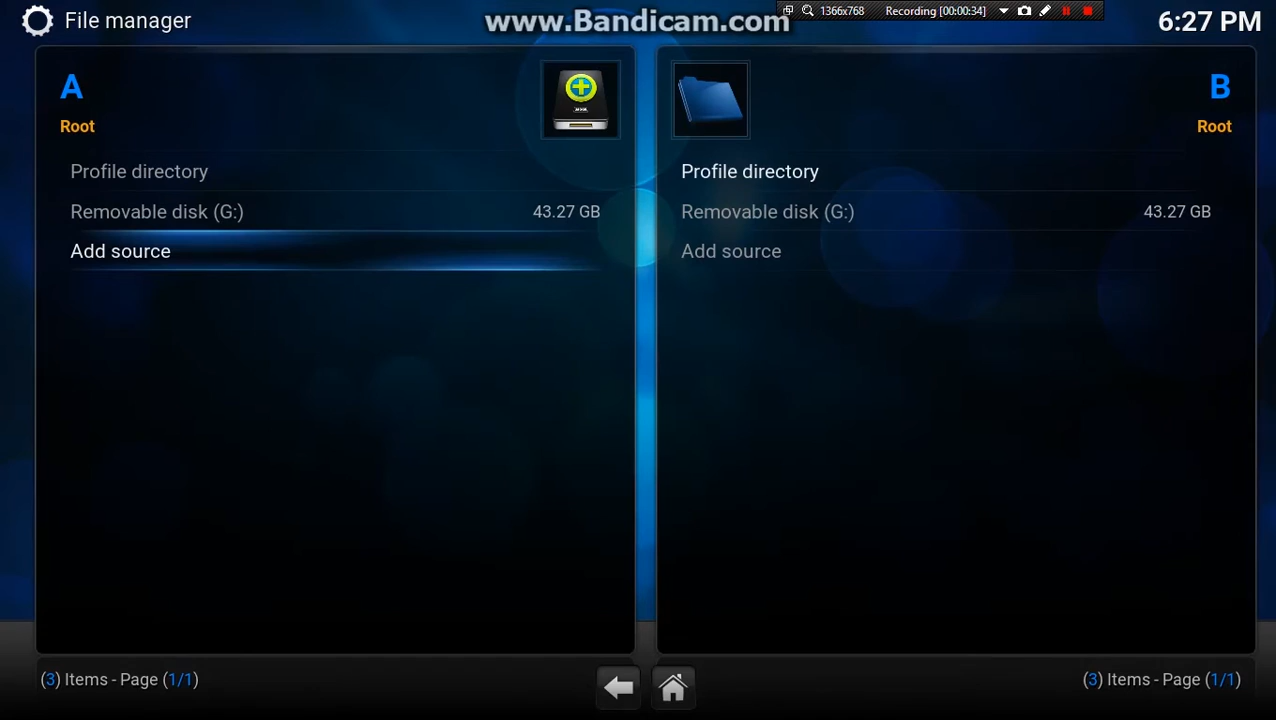 File manager
www.Bandicam.com
1366x768 Recording [00:00:34]
6:27 PM
A
Root
Profile directory
Removable disk (G:) 43.27 GB
Add source
(3) Items - Page (1/1)
B
Root
Profile directory
Removable disk (G:) 43.27 GB
Add source
(3) Items - Page (1/1)